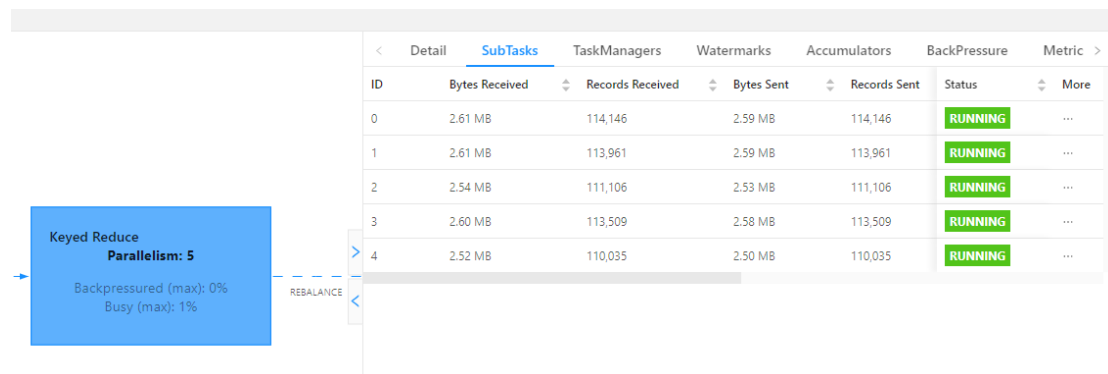 Detail SubTasks TaskManagers Watermarks Accumulators BackPressure Metric
ID Bytes Received Records Received Bytes Sent Records Sent Status More
0 2.61 MB 114,146 2.59 MB 114,146 RUNNING ...
1 2.61 MB 113,961 2.59 MB 113,961 RUNNING ...
2 2.54 MB 111,106 2.53 MB 111,106 RUNNING ...
3 2.60 MB 113,509 2.58 MB 113,509 RUNNING ...
4 2.52 MB 110,035 2.50 MB 110,035 RUNNING ...
Keyed Reduce
Parallelism: 5
Backpressured (max): 0%
Busy (max): 1%
REBALANCE